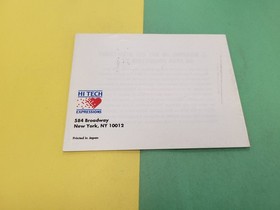 HI TECH
EXPRESSIONS
584 Broadway
New York, NY 10012
Printed in Japan